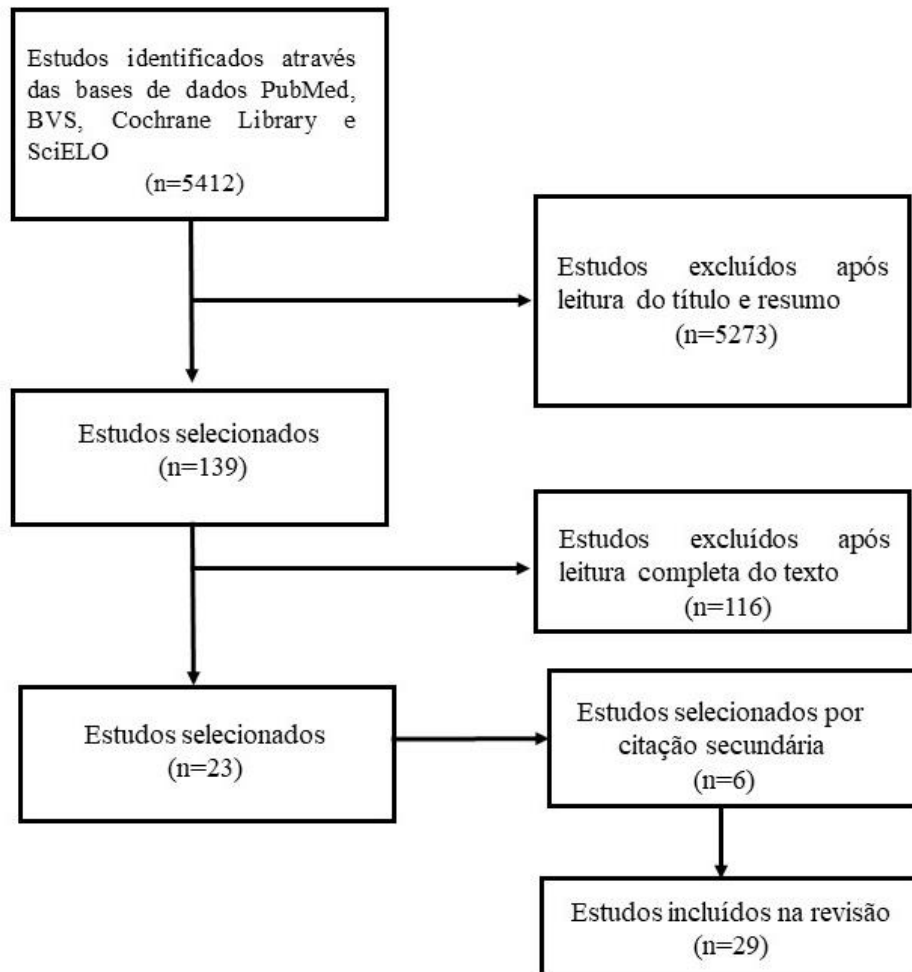 Estudos identificados através
das bases de dados PubMed,
BVS, Cochrane Library e
SciELO
(n=5412)
Estudos excluídos após
leitura do título e resumo
(n=5273)
Estudos selecionados
(n=139)
Estudos excluídos após
leitura completa do texto
(n=116)
Estudos selecionados
(n=23)
Estudos selecionados por
citação secundária
(n=6)
Estudos incluídos na revisão
(n=29)